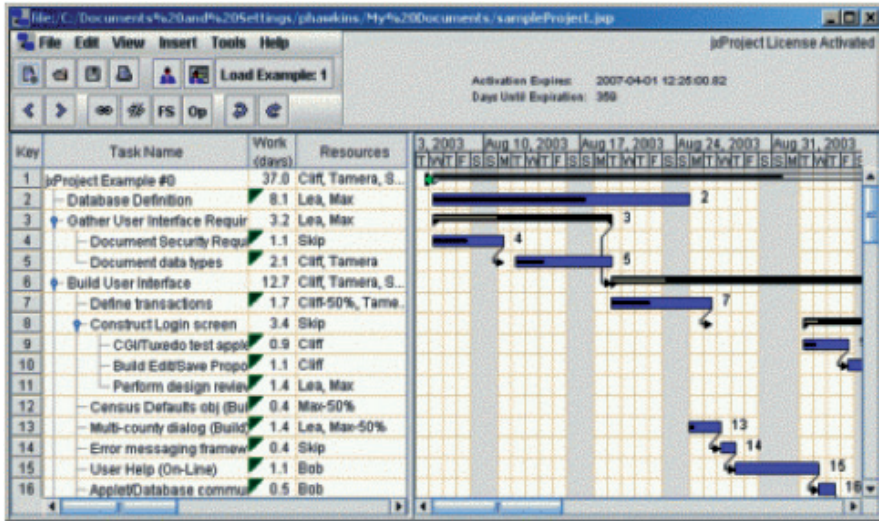 file:/C:/Documents%20and%20Settings/phawkins/My%20Documents/sampleProject.jxp
File Edit View Insert Tools Help
jxProject License Activated
Load Example: 1
Activation Expires: 2007-04-01 12:25:00.82
Days Until Expiration: 359
FS Op
Key Task Name Work (days) Resources
3, 2003 Aug 10, 2003 Aug 17, 2003 Aug 24, 2003 Aug 31, 2003
T W T F S S M T W T F S S M T W T F S S M T W T F S S M T W T F S
1 jxProject Example #0 37.0 Cliff, Tamera, S...
2 Database Definition 8.1 Lea, Max 2
3 Gather User Interface Requir 3.2 Lea, Max 3
4 Document Security Requi 1.1 Skip 4
5 Document data types 2.1 Cliff, Tamera 5
6 Build User Interface 12.7 Cliff, Tamera, S...
7 Define transactions 1.7 Cliff-50%, Tame... 7
8 Construct Login screen 3.4 Skip
9 CGI/Tuxedo test apple 0.9 Cliff
10 Build Edit/Save Propo 1.1 Cliff
11 Perform design review 1.4 Lea, Max
12 Census Defaults obj (Bui 0.4 Max-50%
13 Multi-county dialog (Build) 1.4 Lea, Max-50% 13
14 Error messaging framew 0.4 Skip 14
15 User Help (On-Line) 1.1 Bob 15
16 Applet/Database commu 0.5 Bob 16